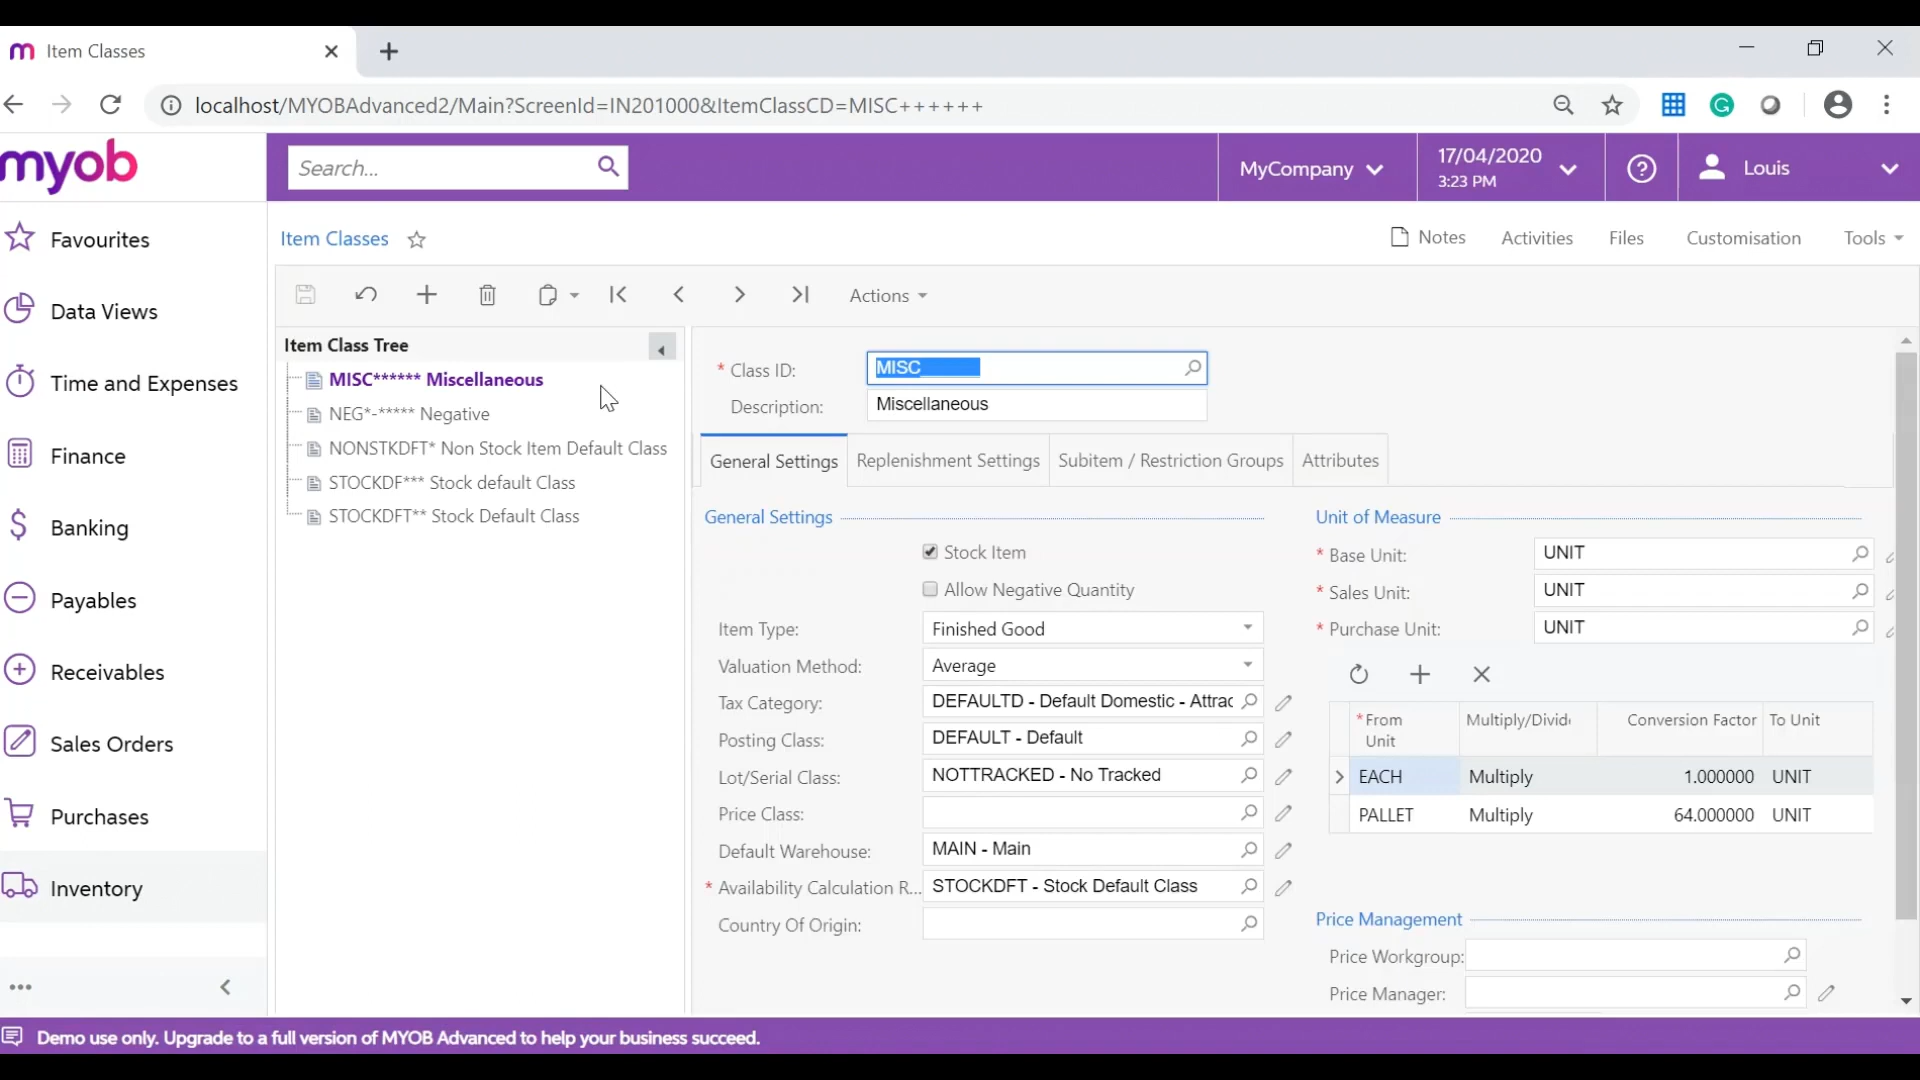 Item Classes
localhost/MYOBAdvanced2/Main?ScreenId=IN201000&ItemClassCD=MISC++++++
myob
Search...
MyCompany
17/04/2020
3:23 PM
Louis
Favourites
Data Views
Time and Expenses
Finance
Banking
Payables
Receivables
Sales Orders
Purchases
Inventory
Item Classes
Notes Activities Files Customisation Tools
Actions
Item Class Tree
MISC****** Miscellaneous
NEG*-***** Negative
NONSTKDFT* Non Stock Item Default Class
STOCKDF*** Stock default Class
STOCKDFT** Stock Default Class
* Class ID: MISC______
Description: Miscellaneous
General Settings Replenishment Settings Subitem / Restriction Groups Attributes
General Settings
Stock Item
Allow Negative Quantity
Item Type: Finished Good
Valuation Method: Average
Tax Category: DEFAULTD - Default Domestic - Attrac
Posting Class: DEFAULT - Default
Lot/Serial Class: NOTTRACKED - No Tracked
Price Class:
Default Warehouse: MAIN - Main
* Availability Calculation R... STOCKDFT - Stock Default Class
Country Of Origin:
Unit of Measure
* Base Unit: UNIT
* Sales Unit: UNIT
* Purchase Unit: UNIT
* From Unit Multiply/Divid Conversion Factor To Unit
EACH Multiply 1.000000 UNIT
PALLET Multiply 64.000000 UNIT
Price Management
Price Workgroup:
Price Manager:
Demo use only. Upgrade to a full version of MYOB Advanced to help your business succeed.